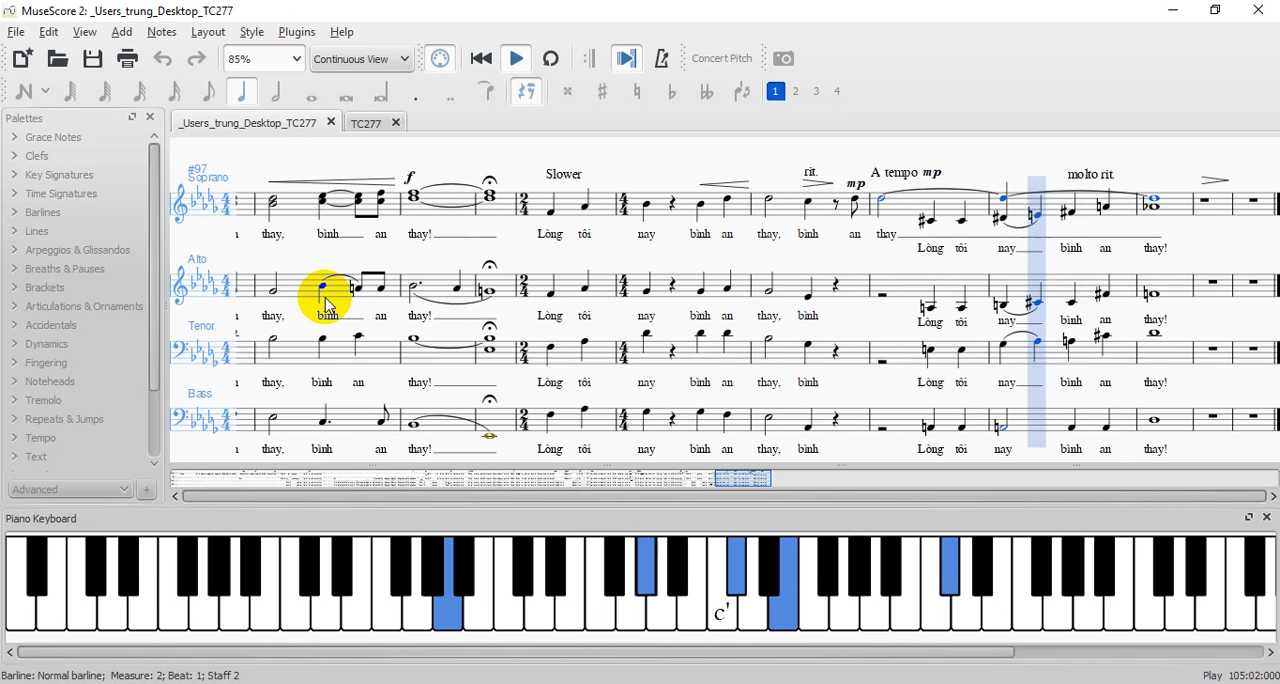 MuseScore 2: _Users_trung_Desktop_TC277
File Edit View Add Notes Layout Style Plugins Help
85% Continuous View Concert Pitch
1 2 3 4
Palettes
_Users_trung_Desktop_TC277 TC277
Grace Notes
Clefs
Key Signatures
Time Signatures
Barlines
Lines
Arpeggios & Glissandos
Breaths & Pauses
Brackets
Articulations & Ornaments
Accidentals
Dynamics
Fingering
Noteheads
Tremolo
Repeats & Jumps
Tempo
Text
Advanced
#97
f Slower rit. mp A tempo mp molto rit.
Soprano
thay, bình an thay! Lòng tôi nay bình an thay, bình an thay
Lòng tôi nay bình an thay!
Alto
thay, bình an thay! Lòng tôi nay bình an thay, bình Lòng tôi nay bình an thay!
Tenor
thay, bình an thay! Lòng tôi nay bình an thay, bình Lòng tôi nay bình an thay!
Bass
thay, bình an thay! Lòng tôi nay bình an thay, bình Lòng tôi nay bình an thay!
Piano Keyboard
c'
Barline: Normal barline; Measure: 2; Beat: 1; Staff 2 Play 105:02:000